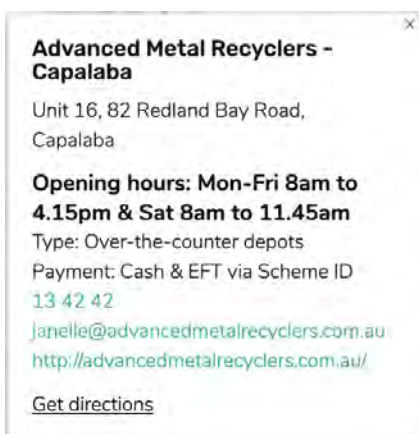 ×
Advanced Metal Recyclers -
Capalaba
Unit 16, 82 Redland Bay Road,
Capalaba
Opening hours: Mon-Fri 8am to
4.15pm & Sat 8am to 11.45am
Type: Over-the-counter depots
Payment: Cash & EFT via Scheme ID
13 42 42
janelle@advancedmetalrecyclers.com.au
http://advancedmetalrecyclers.com.au/
Get directions